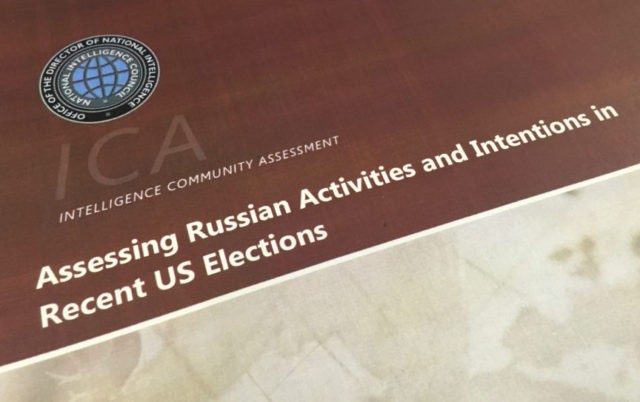 OFFICE OF THE DIRECTOR OF NATIONAL INTELLIGENCE
NATIONAL INTELLIGENCE COUNCIL
ICA
INTELLIGENCE COMMUNITY ASSESSMENT
Assessing Russian Activities and Intentions in
Recent US Elections